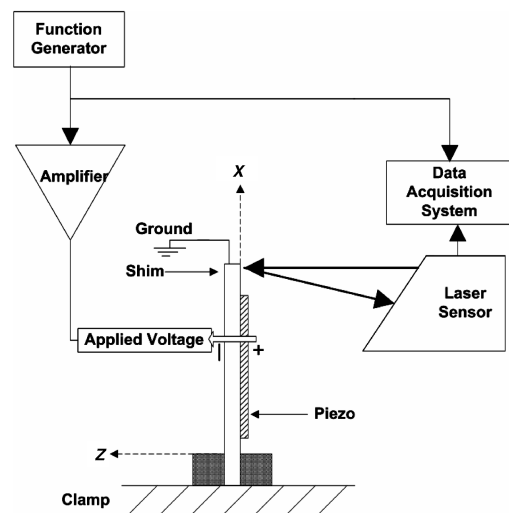 Function
Generator
Amplifier
X
Data
Acquisition
System
Ground
Shim
Laser
Sensor
Applied Voltage
+
Piezo
Z
Clamp